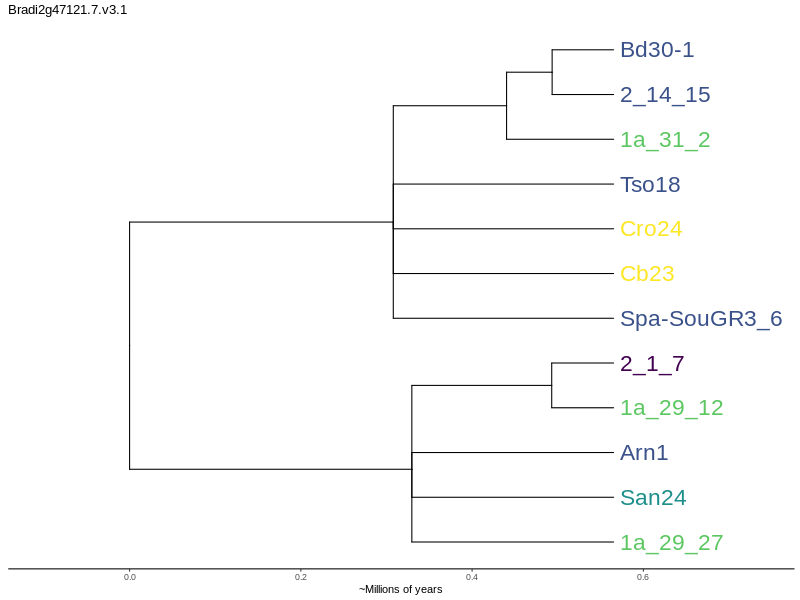 Bradi2g47121.7.v3.1
Bd30-1
2_14_15
1a_31_2
Tso18
Cro24
Cb23
Spa-SouGR3_6
2_1_7
1a_29_12
Arn1
San24
1a_29_27
0.0 0.2 0.4 0.6
~Millions of years